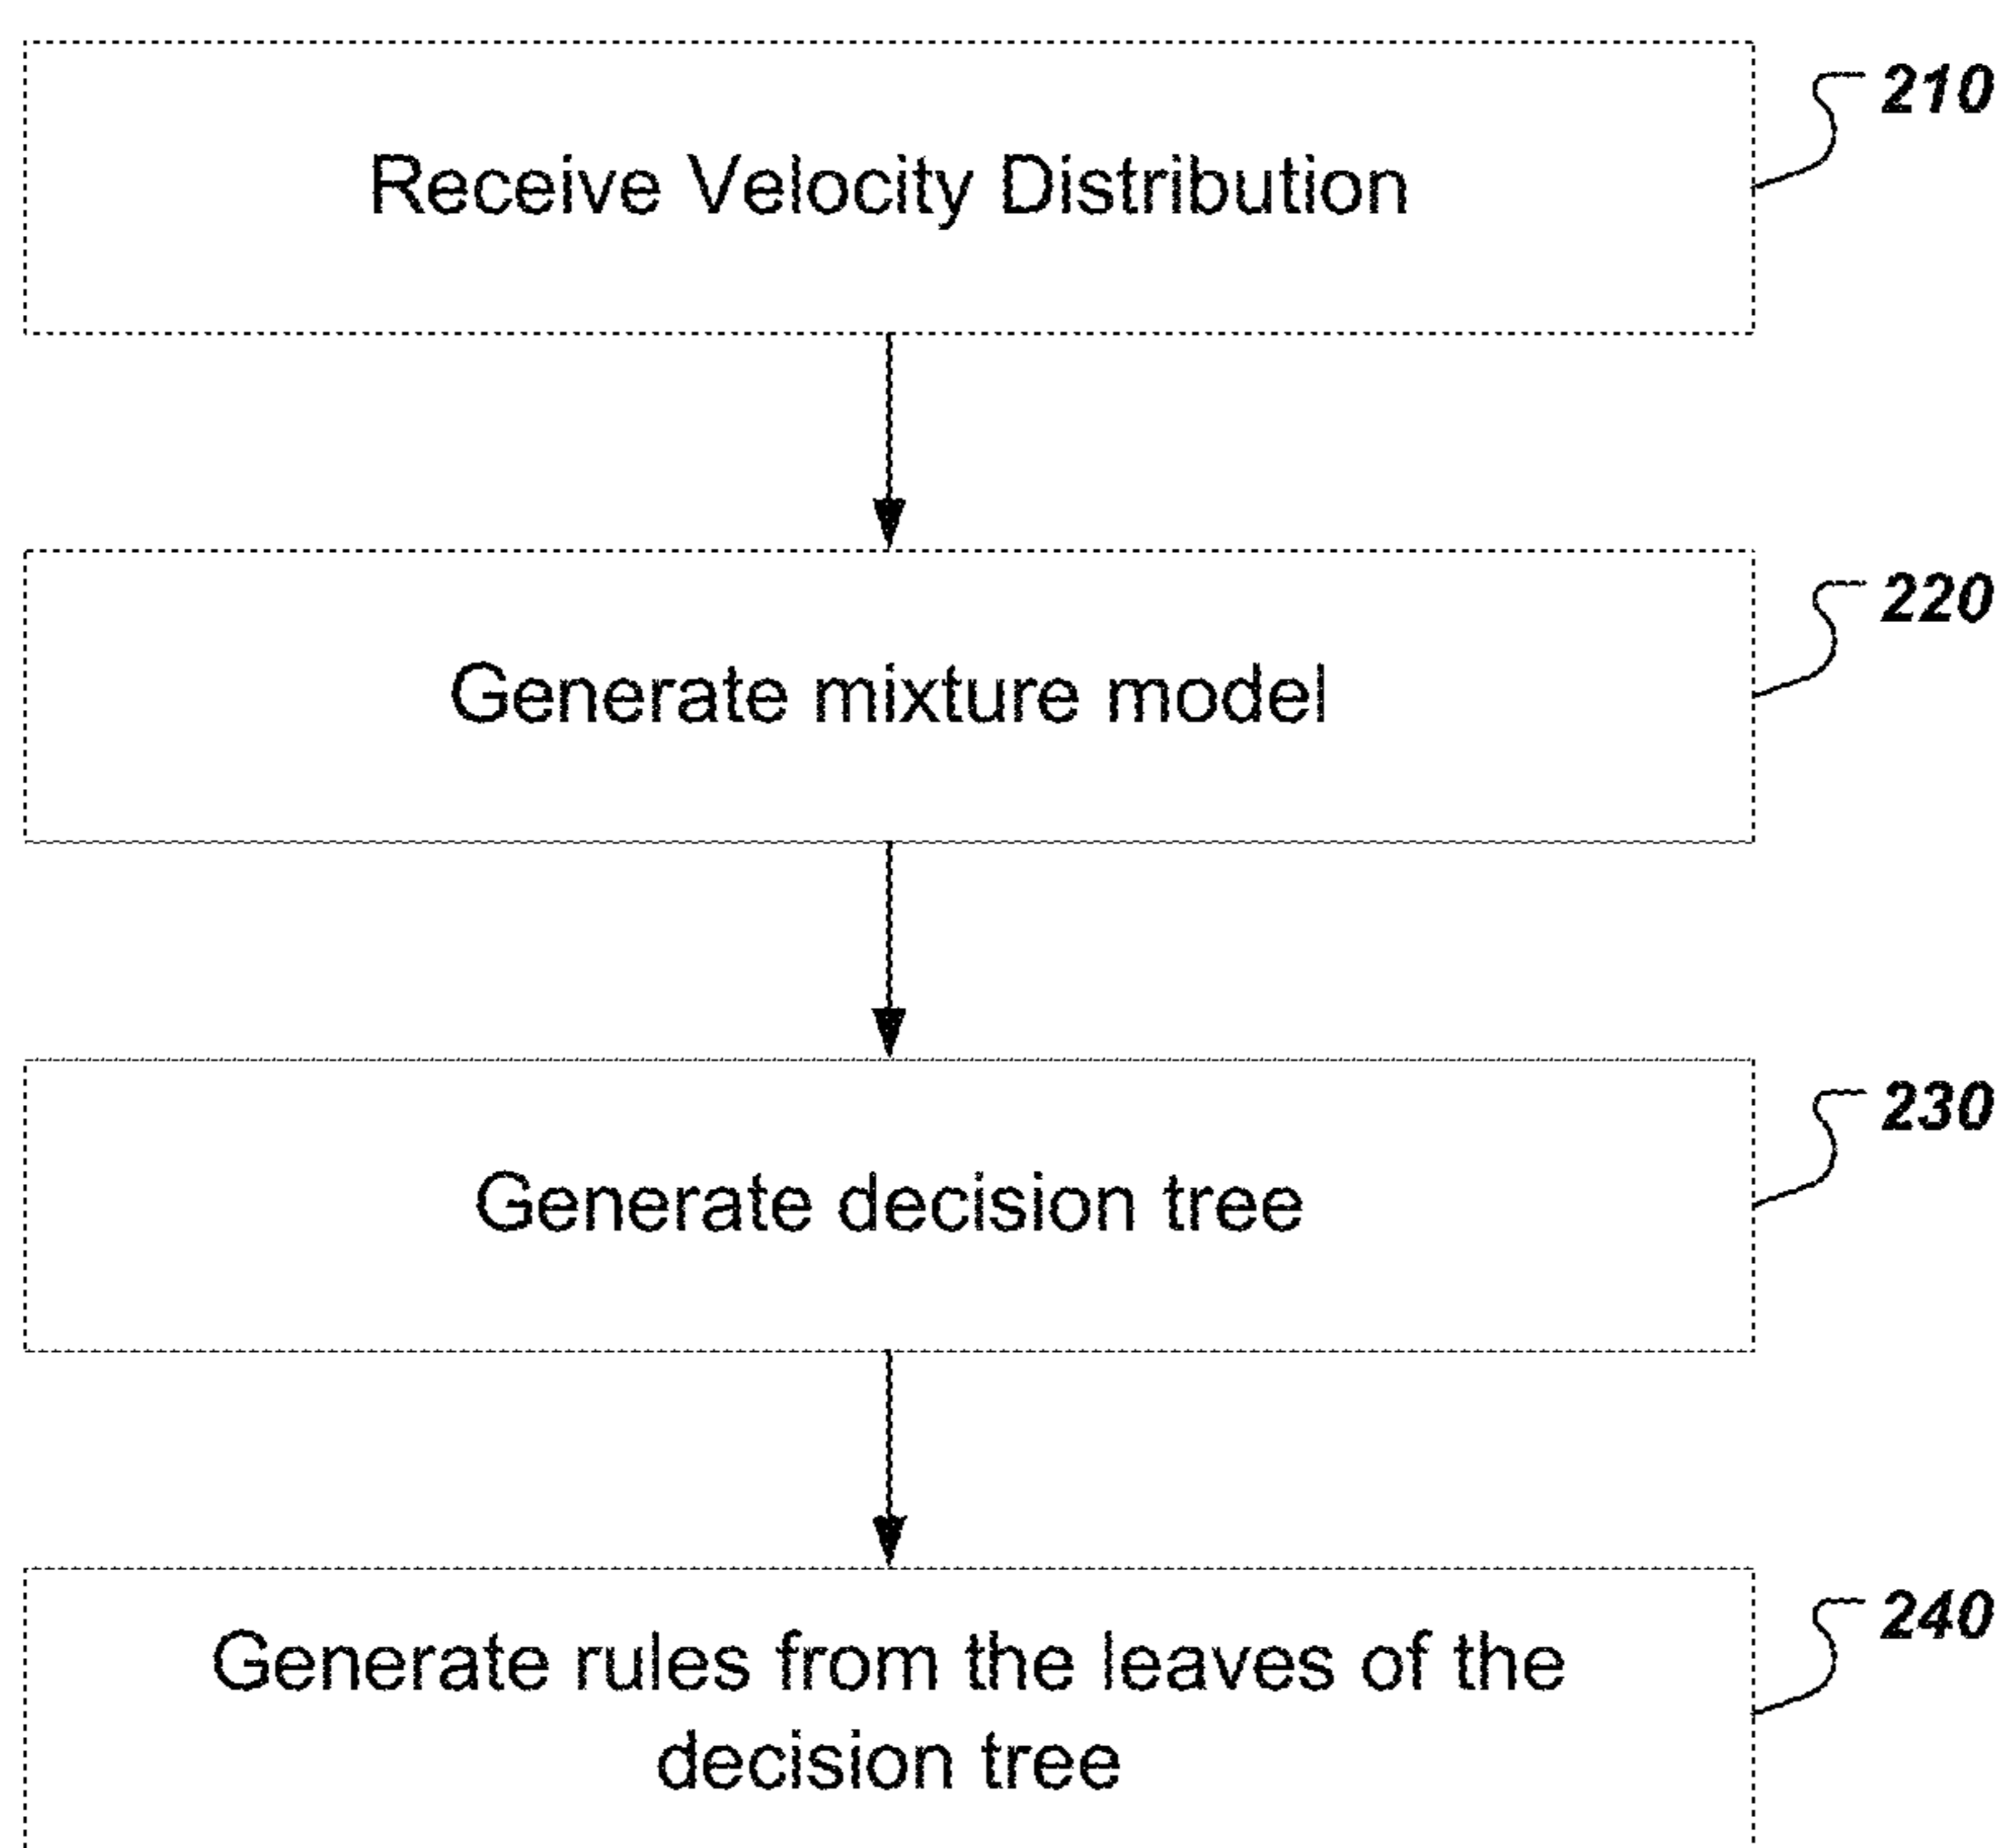 Receive Velocity Distribution
210
Generate mixture model
220
Generate decision tree
230
Generate rules from the leaves of the
decision tree
240